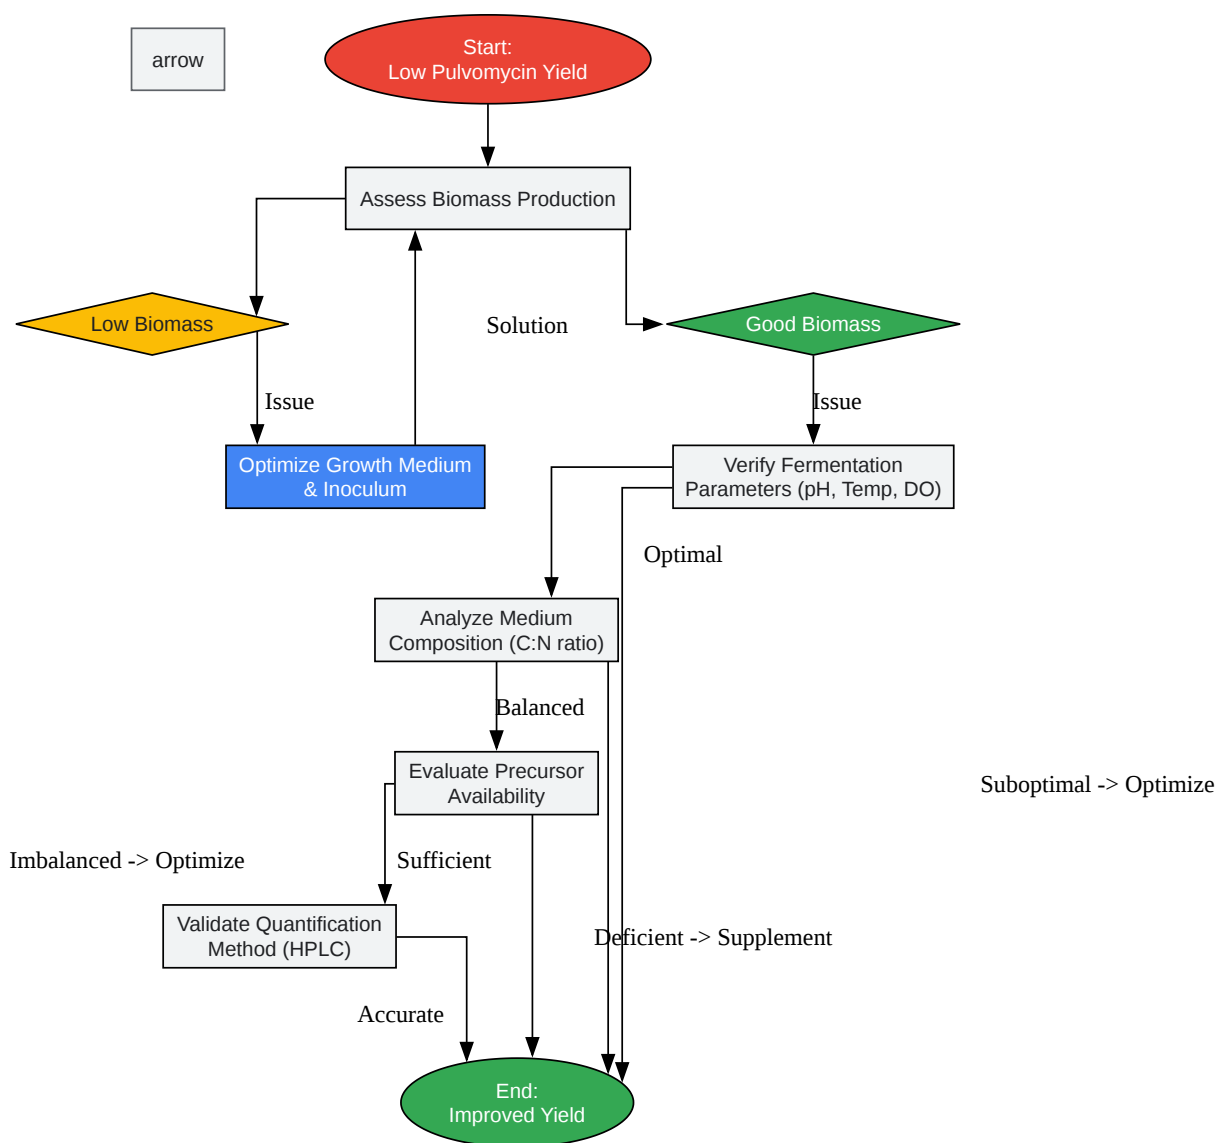 arrow
Start:
Low Pulvomycin Yield
Assess Biomass Production
Low Biomass
Solution
Good Biomass
Issue
Issue
Optimize Growth Medium
& Inoculum
Verify Fermentation
Parameters (pH, Temp, DO)
Optimal
Analyze Medium
Composition (C:N ratio)
Balanced
Evaluate Precursor
Availability
Suboptimal -> Optimize
Imbalanced -> Optimize
Sufficient
Validate Quantification
Method (HPLC)
Deficient -> Supplement
Accurate
End:
Improved Yield